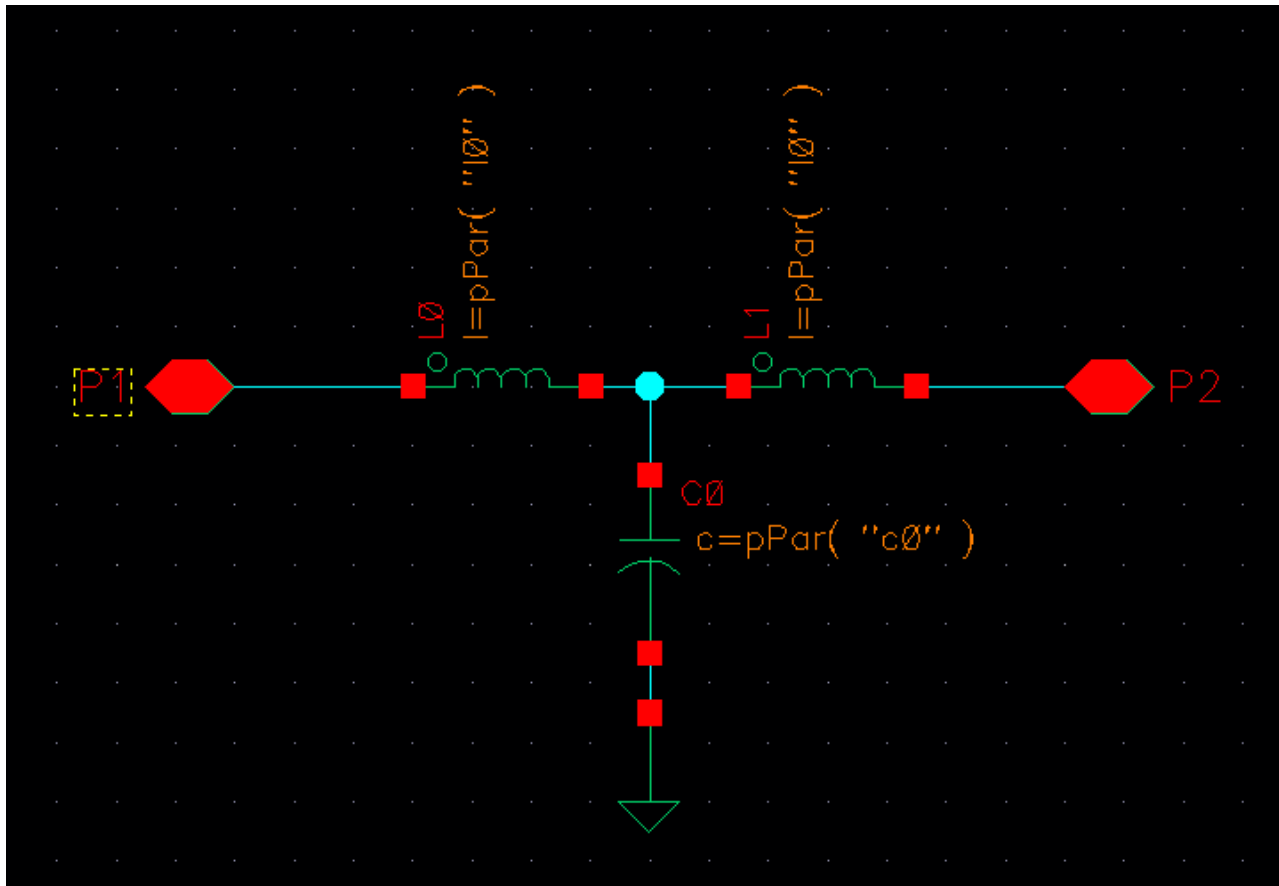 l=pPar( "l0" )
l=pPar( "l0" )
L0
L1
P1
P2
C0
c=pPar( "c0" )